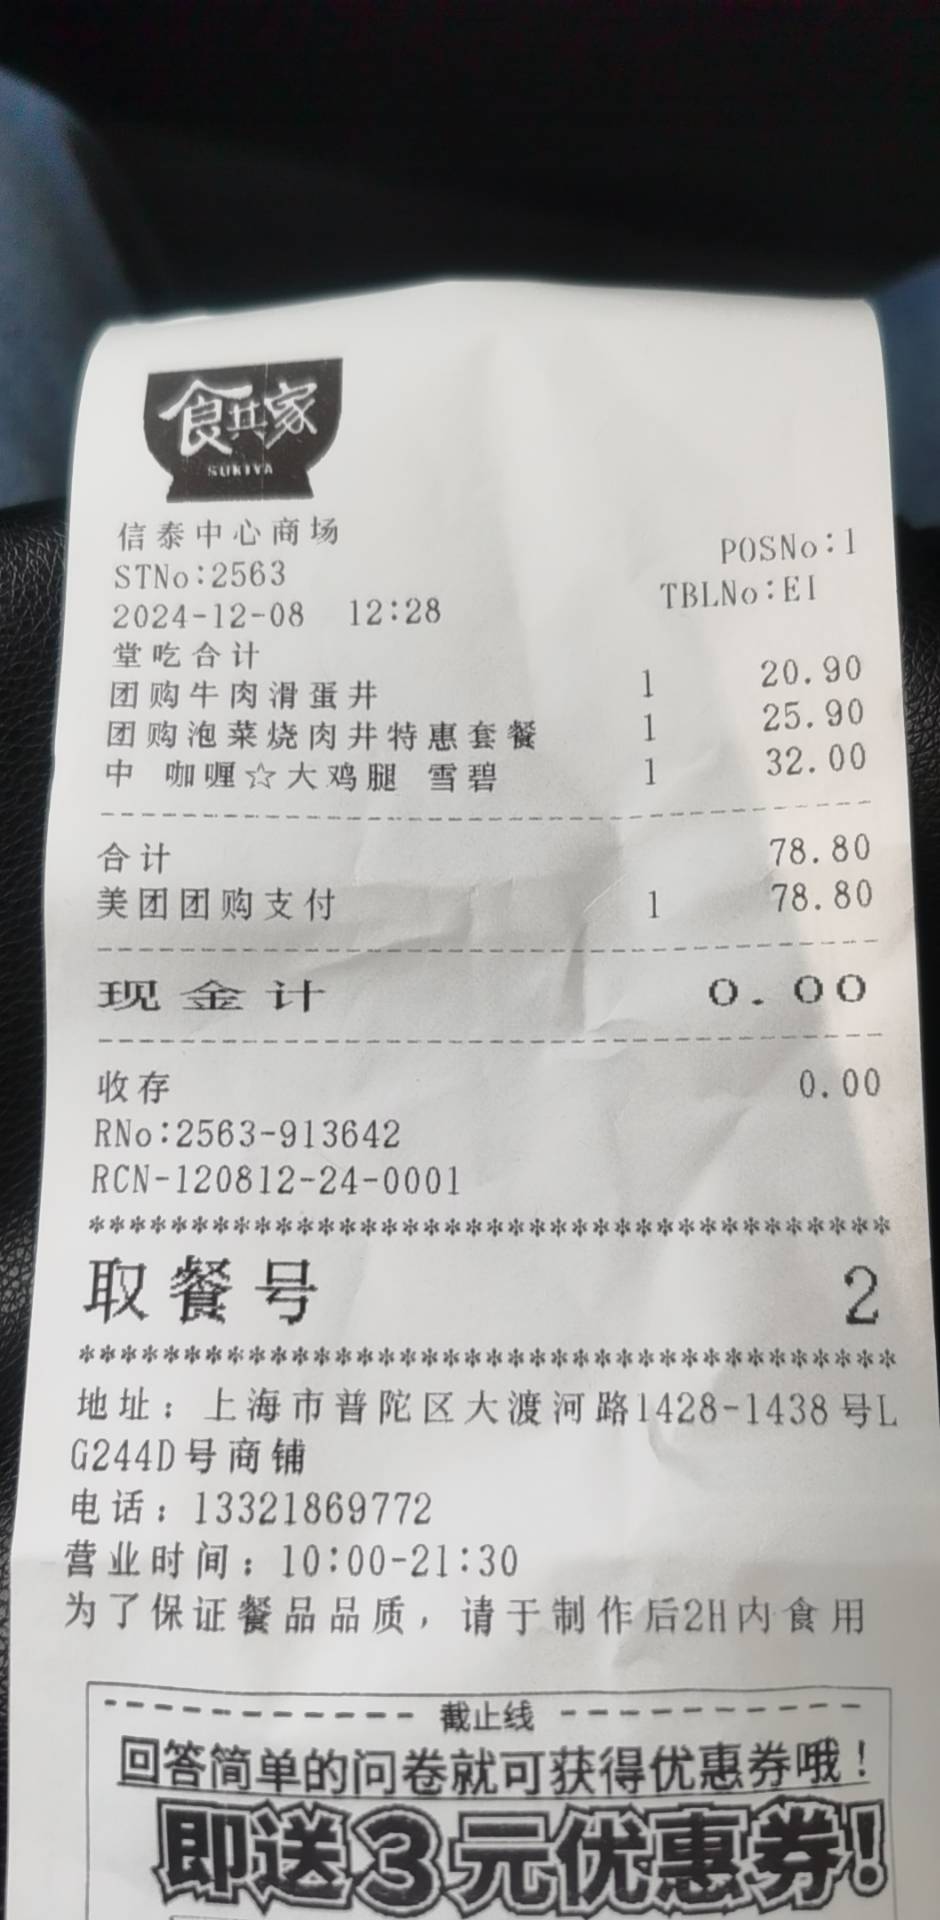 食其家
SUKIYA
信泰中心商场
POSNo:1
STNo:2563
TBLNo:E1
2024-12-08 12:28
堂吃合计
团购牛肉滑蛋井 1 20.90
团购泡菜烧肉井特惠套餐 1 25.90
中 咖喱☆大鸡腿 雪碧 1 32.00
合计 78.80
美团团购支付 1 78.80
现金计 0.00
收存 0.00
RNo:2563-913642
RCN-120812-24-0001
***************************************
取餐号 2
***************************************
地址：上海市普陀区大渡河路1428-1438号L
G244D号商铺
电话：13321869772
营业时间：10:00-21:30
为了保证餐品品质，请于制作后2H内食用
截止线
回答简单的问卷就可获得优惠券哦！
即送3元优惠券！